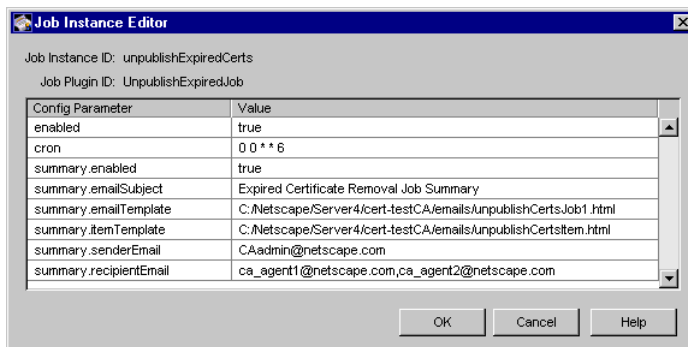 Job Instance Editor
Job Instance ID: unpublishExpiredCerts
Job Plugin ID: UnpublishExpiredJob
Config Parameter Value
enabled true
cron 0 0 * * 6
summary.enabled true
summary.emailSubject Expired Certificate Removal Job Summary
summary.emailTemplate C:/Netscape/Server4/cert-testCA/emails/unpublishCertsJob1.html
summary.itemTemplate C:/Netscape/Server4/cert-testCA/emails/unpublishCertsItem.html
summary.senderEmail CAadmin@netscape.com
summary.recipientEmail ca_agent1@netscape.com,ca_agent2@netscape.com
OK Cancel Help